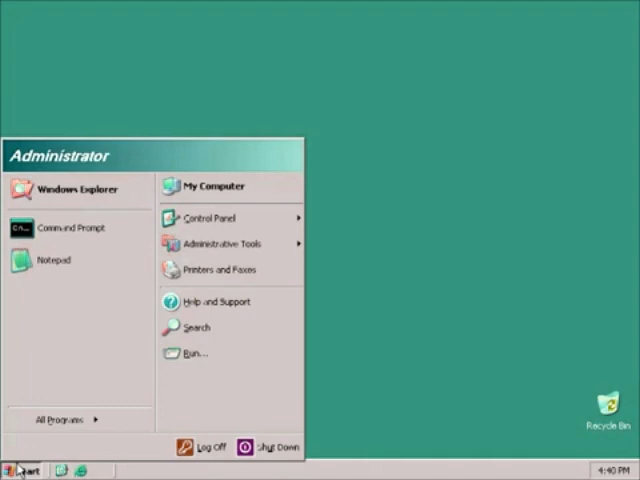 Administrator
Windows Explorer
Command Prompt
Notepad
All Programs
My Computer
Control Panel
Administrative Tools
Printers and Faxes
Help and Support
Search
Run...
Log Off
Shut Down
Recycle Bin
4:40 PM